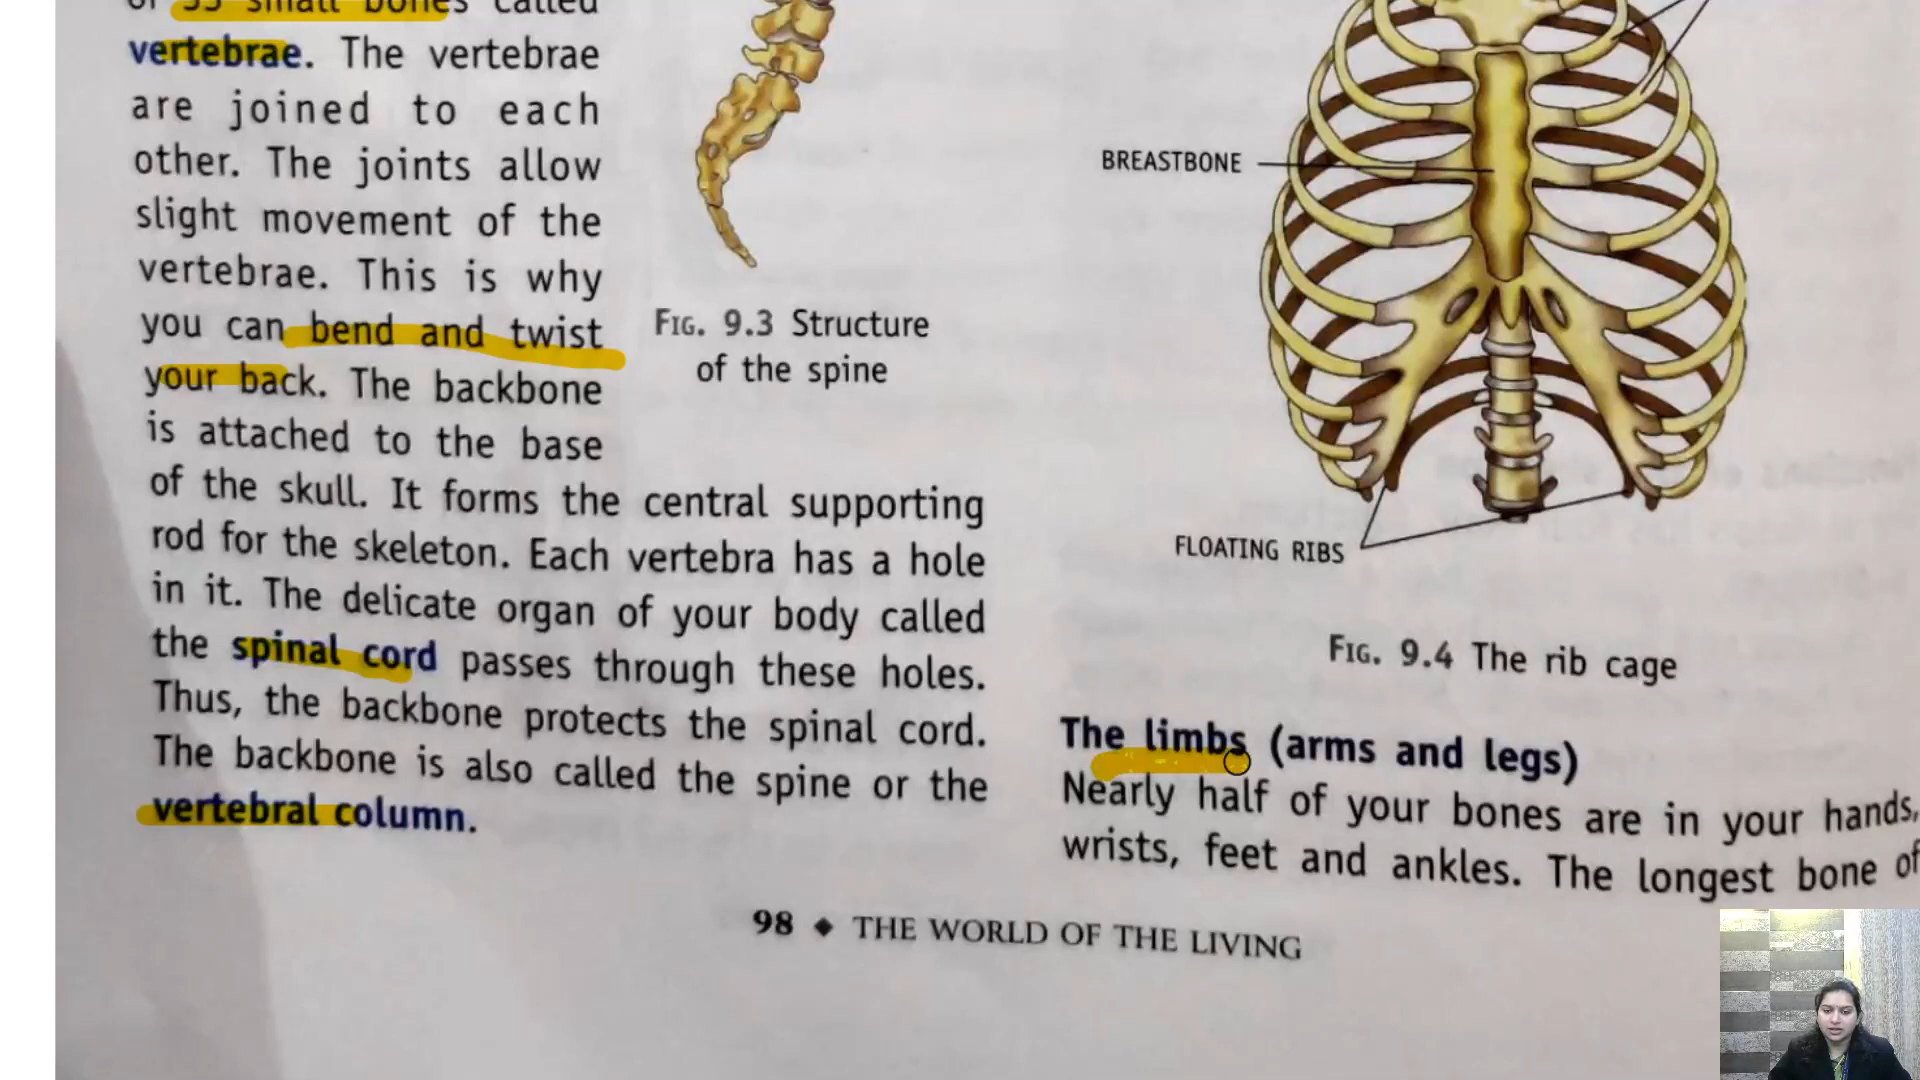 of 33 small bones called
vertebrae. The vertebrae
are joined to each
other. The joints allow
slight movement of the
vertebrae. This is why
you can bend and twist
your back. The backbone
is attached to the base
of the skull. It forms the central supporting
rod for the skeleton. Each vertebra has a hole
in it. The delicate organ of your body called
the spinal cord passes through these holes.
Thus, the backbone protects the spinal cord.
The backbone is also called the spine or the
vertebral column.
FIG. 9.3 Structure
of the spine
BREASTBONE
FLOATING RIBS
FIG. 9.4 The rib cage
The limbs (arms and legs)
Nearly half of your bones are in your hands,
wrists, feet and ankles. The longest bone of
98 ◆ THE WORLD OF THE LIVING